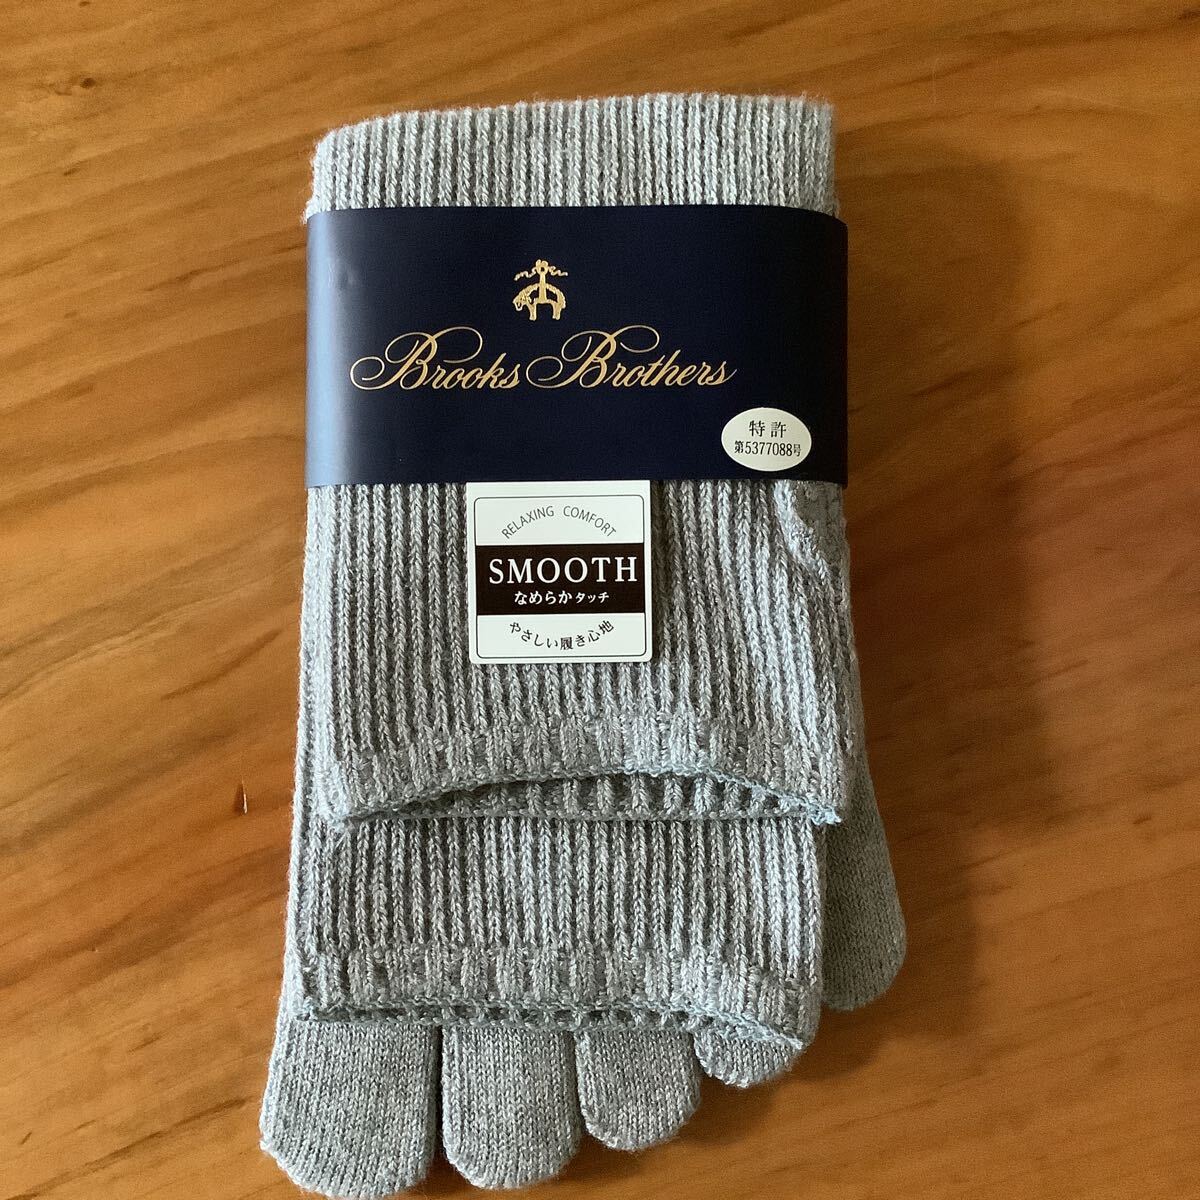 Brooks Brothers
特許
第5377088号
RELAXING COMFORT
SMOOTH
なめらかタッチ
やさしい履き心地